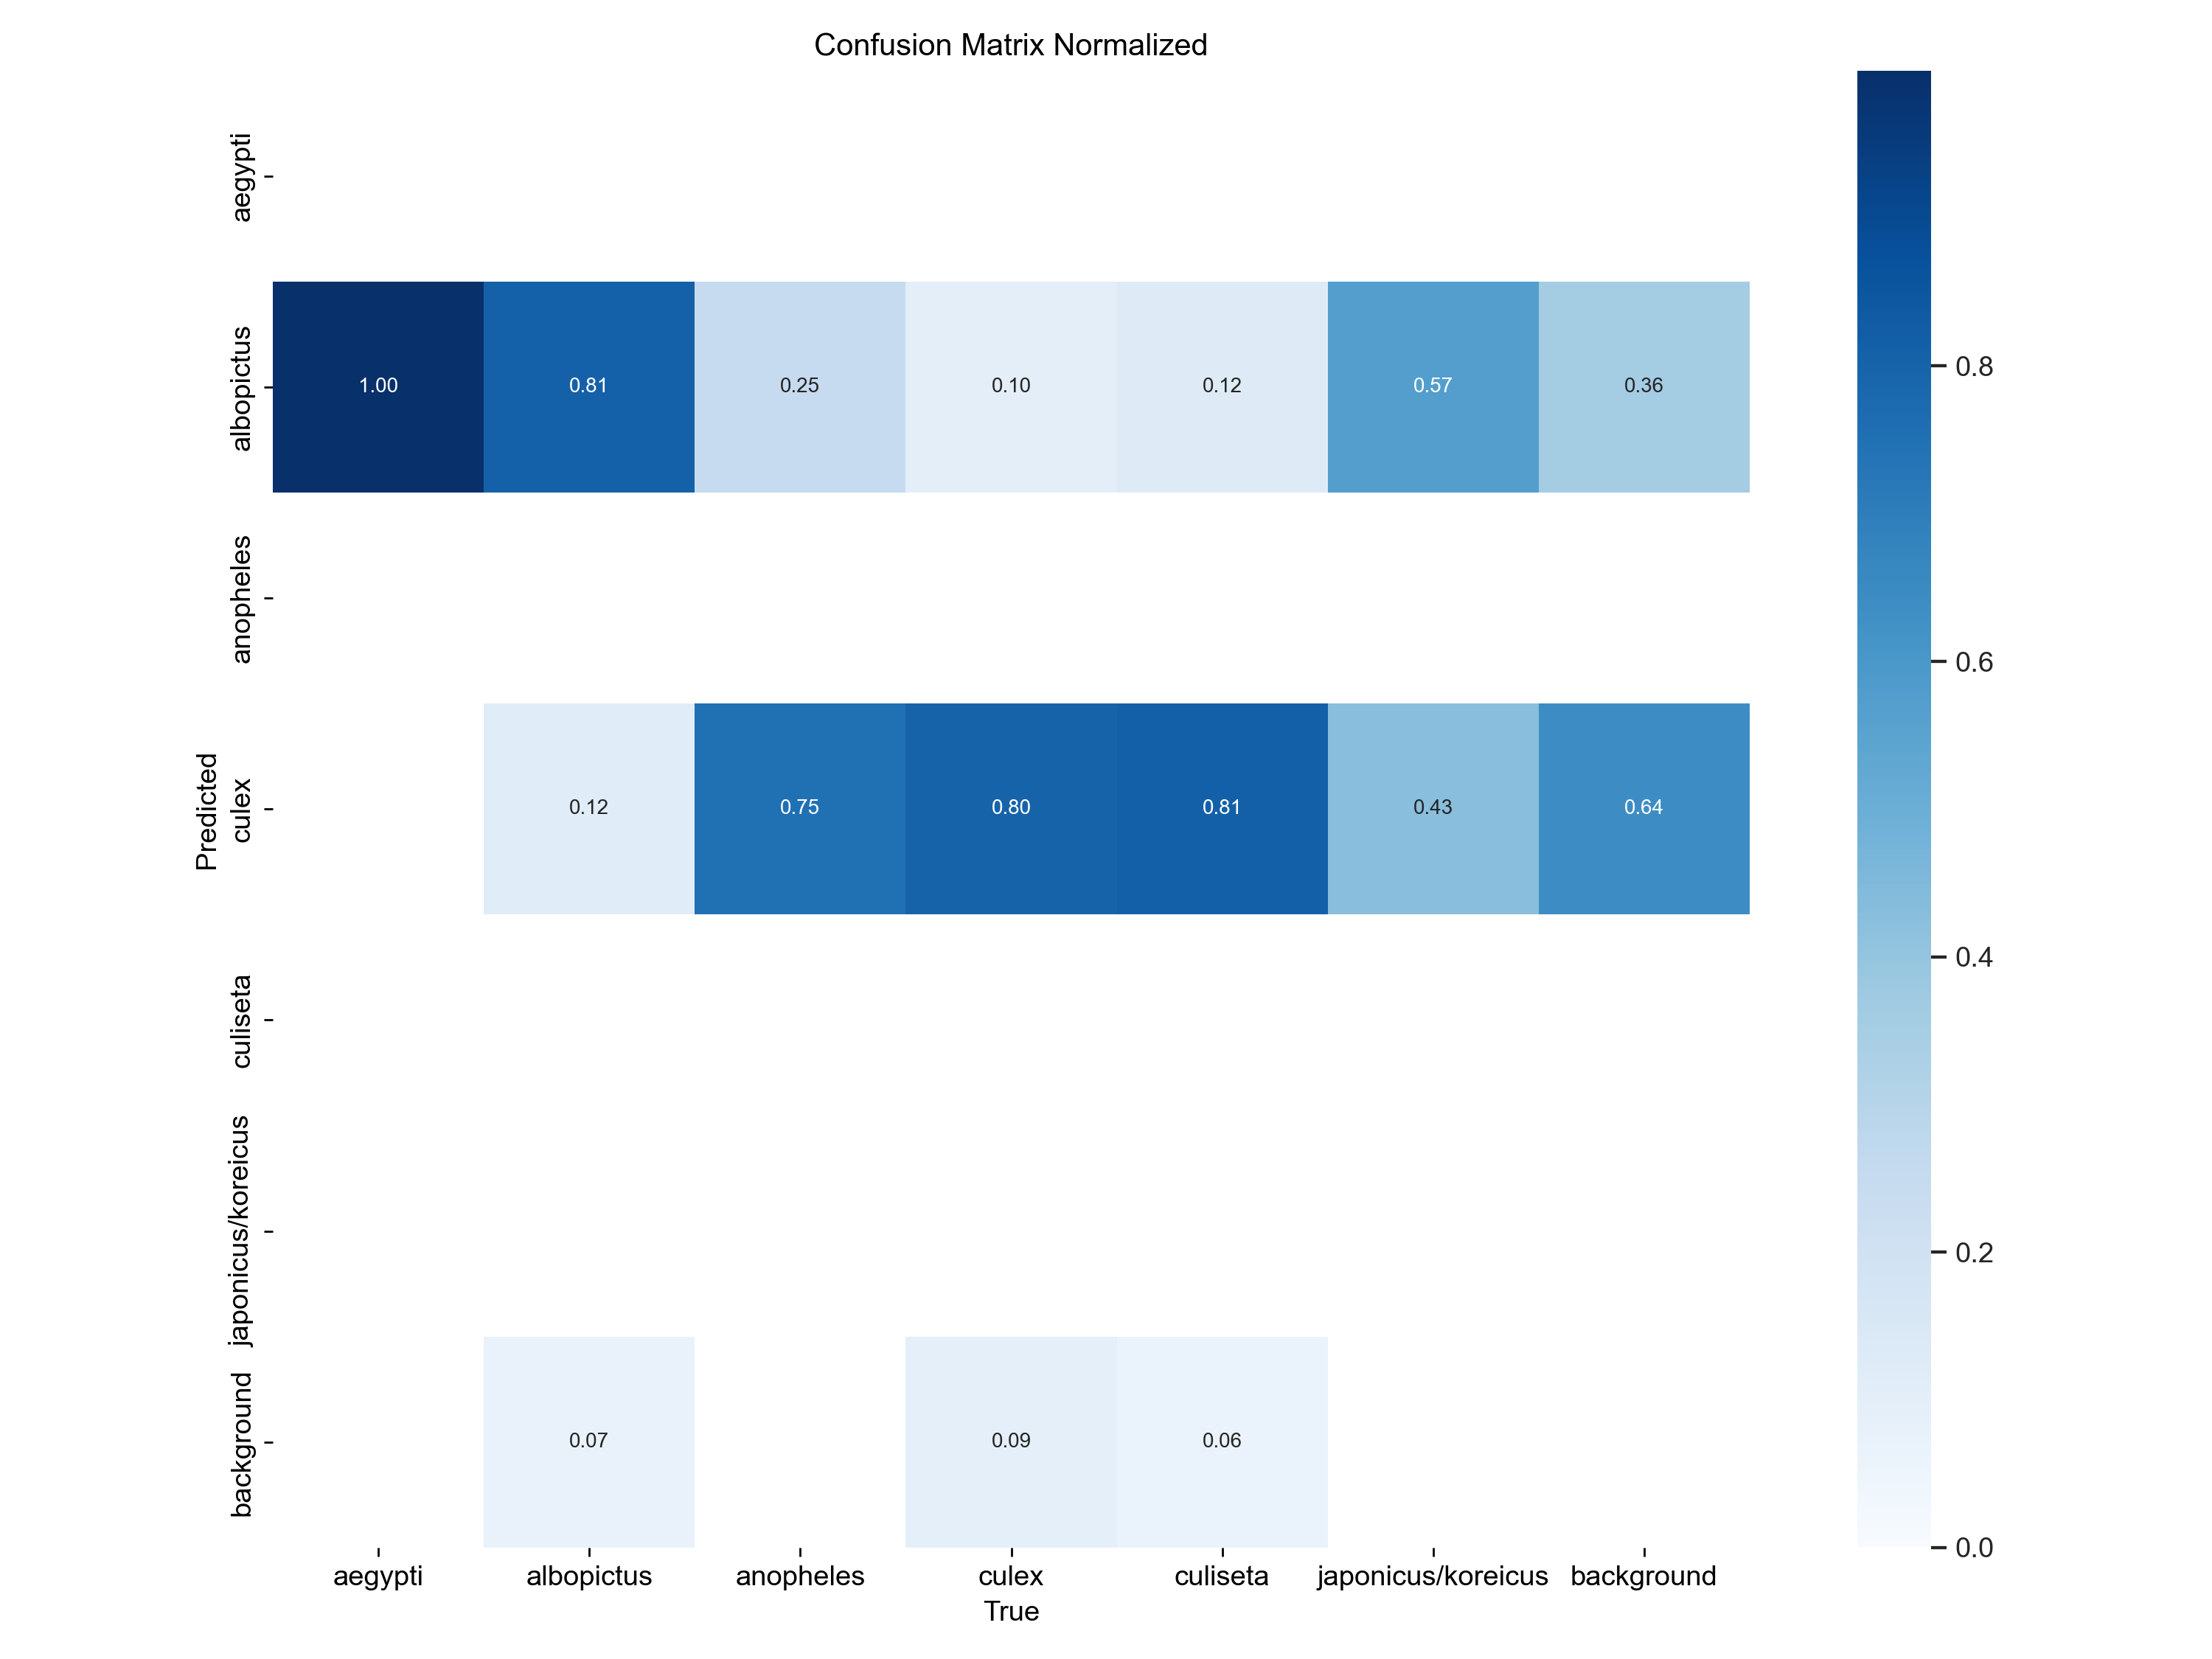 Confusion Matrix Normalized
aegypti
albopictus
1.00 0.81 0.25 0.10 0.12 0.57 0.36
anopheles
Predicted
culex
0.12 0.75 0.80 0.81 0.43 0.64
culiseta
japonicus/koreicus
background
0.07 0.09 0.06
aegypti albopictus anopheles culex culiseta japonicus/koreicus background
True
0.8
0.6
0.4
0.2
0.0